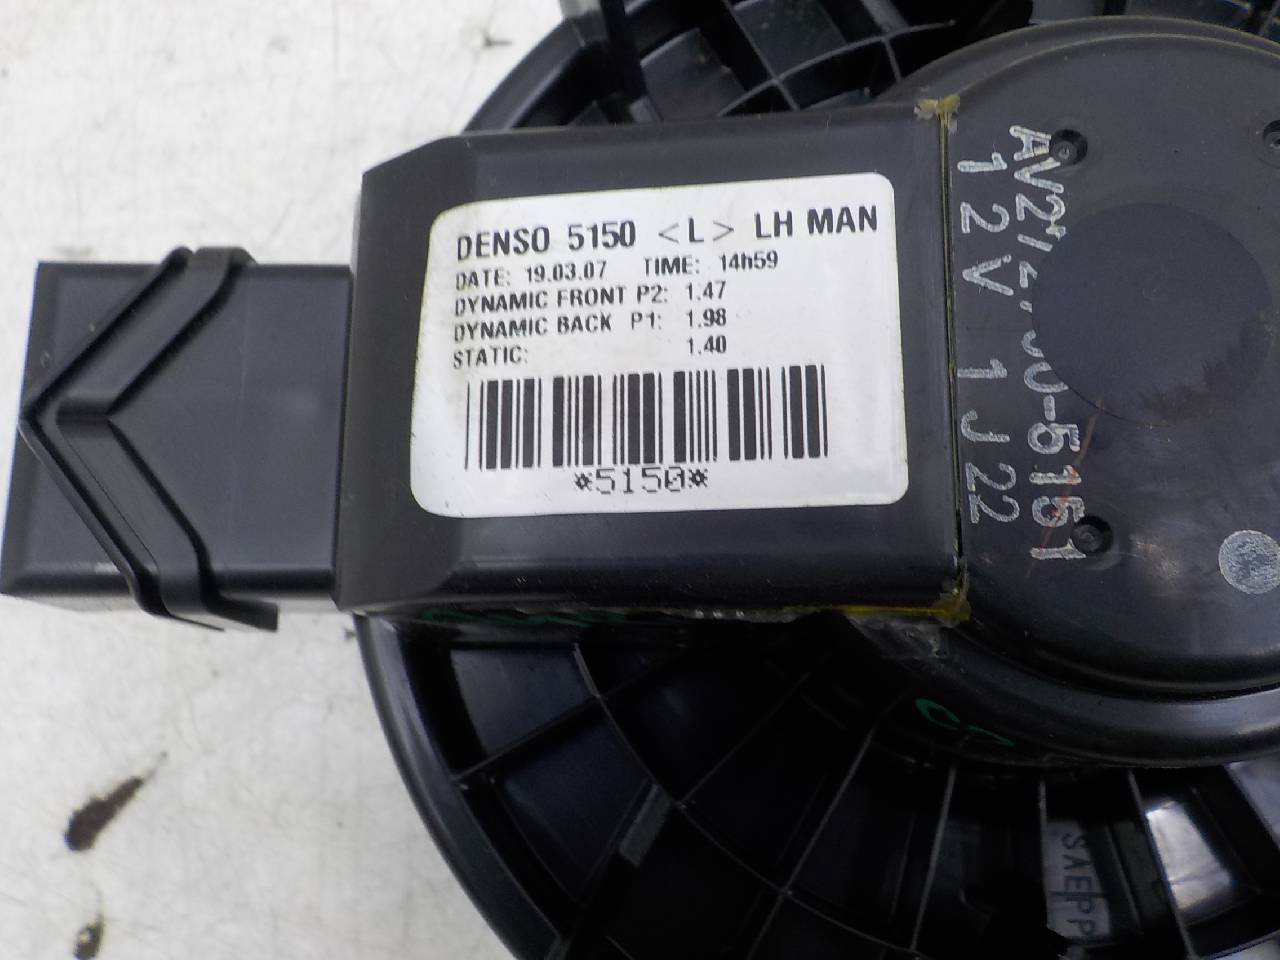 DENSO 5150 <L> LH MAN
DATE: 19.03.07 TIME: 14h59
DYNAMIC FRONT P2: 1.47
DYNAMIC BACK P1: 1.98
STATIC: 1.40
*5150*
12V 1J22
SAEPP